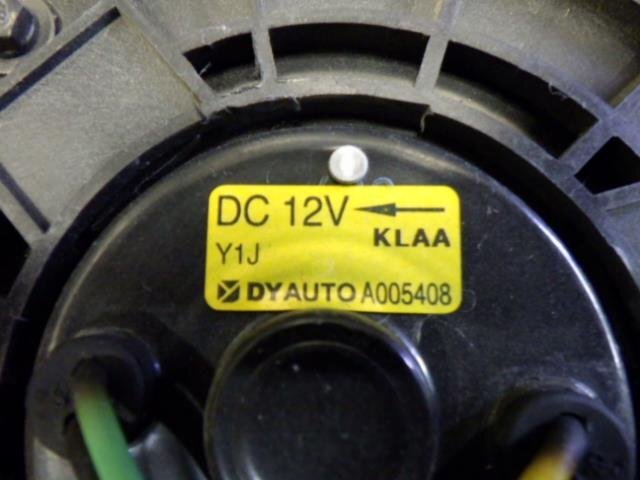 DC 12V
KLAA
Y1J
DYAUTO A005408